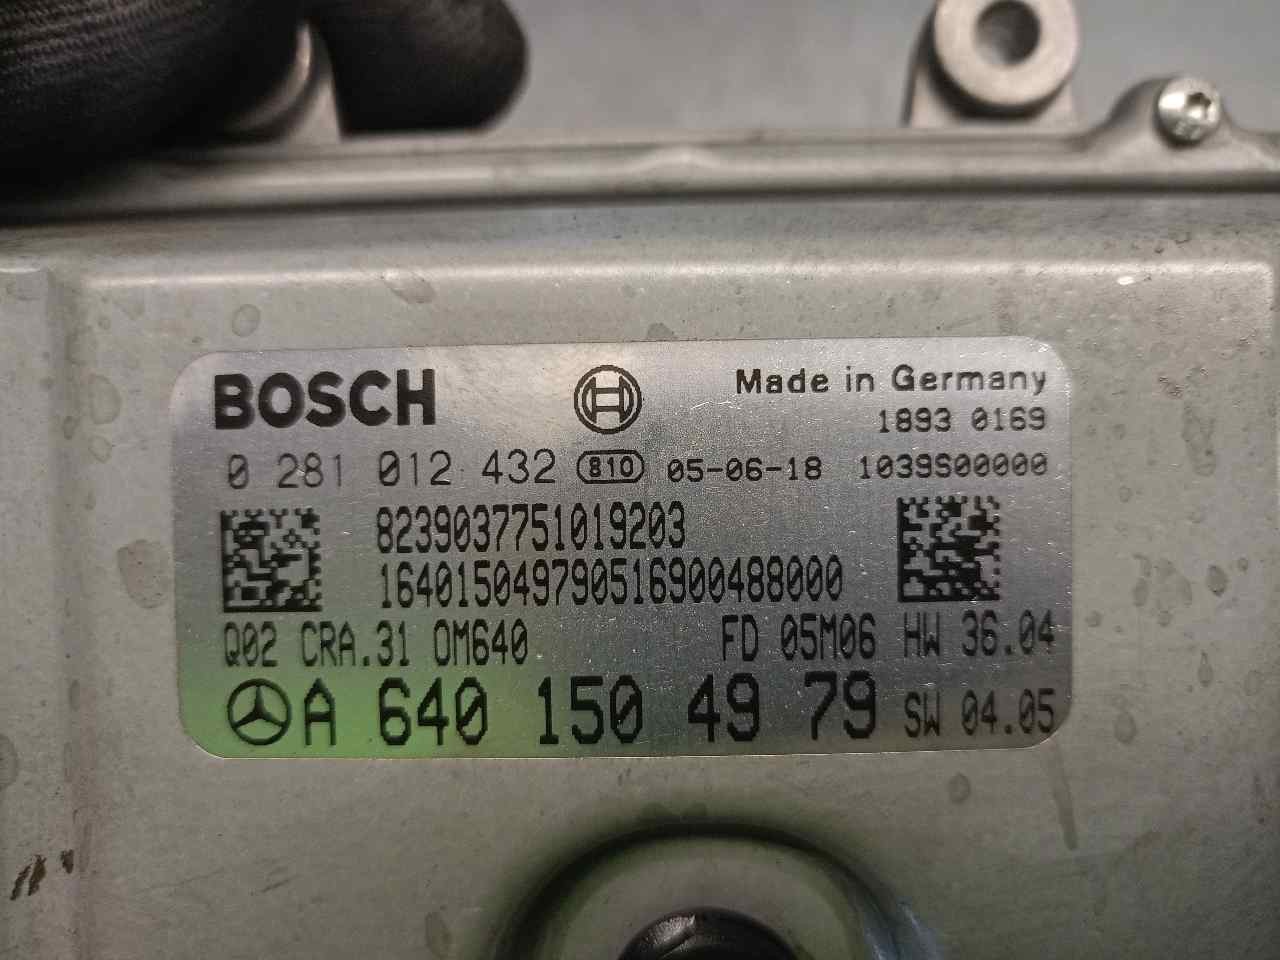 BOSCH
Made in Germany
1893 0169
0 281 012 432 810 05-06-18 1039S00000
8239037751019203
1640150497905169004880000
Q02 CRA.31 OM640 FD 05M06 HW 36.04
A 640 150 49 79 SW 04.05